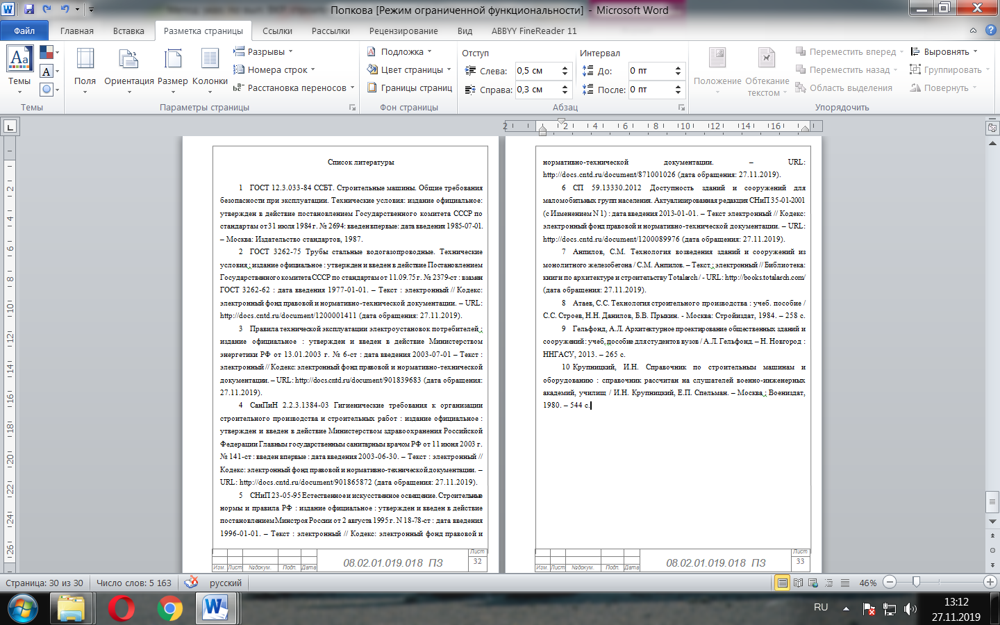 Попкова [Режим ограниченной функциональности] - Microsoft Word
Файл Главная Вставка Разметка страницы Ссылки Рассылки Рецензирование Вид ABBYY FineReader 11
Разрывы Подложка Отступ Интервал Переместить вперед Выровнять
Номера строк Цвет страницы Слева: 0,5 см До: 0 пт Переместить назад Группировать
Темы Поля Ориентация Размер Колонки Расстановка переносов Границы страниц Справа: 0,3 см После: 0 пт Положение Обтекание текстом Область выделения Повернуть
Темы Параметры страницы Фон страницы Абзац Упорядочить
2 2 4 6 8 10 12 14 16
2 4 6 8 10 12 14 16 18 20 22 24 26
Список литературы
1 ГОСТ 12.3.033-84 ССБТ. Строительные машины. Общие требования
безопасности при эксплуатации. Технические условия: издание официальное:
утвержден в действие постановлением Государственного комитета СССР по
стандартам от 31 июля 1984 г. № 2694: введен впервые: дата введения 1985-07-01.
– Москва: Издательство стандартов, 1987.
2 ГОСТ 3262-75 Трубы стальные водогазопроводные. Технические
условия ; издание официальное : утвержден и введен в действие Постановлением
Государственного комитета СССР по стандартам от 11.09.75 г. № 2379-ст : взамен
ГОСТ 3262-62 : дата введения 1977-01-01. – Текст : электронный // Кодекс:
электронный фонд правовой и нормативно-технической документации. – URL:
http://docs.cntd.ru/document/1200001411 (дата обращения: 27.11.2019).
3 Правила технической эксплуатации электроустановок потребителей ;
издание официальное : утвержден и введен в действие Министерством
энергетики РФ от 13.01.2003 г. № 6-ст : дата введения 2003-07-01 – Текст :
электронный // Кодекс: электронный фонд правовой и нормативно-технической
документации. – URL: http://docs.cntd.ru/document/901839683 (дата обращения:
27.11.2019).
4 СанПиН 2.2.3.1384-03 Гигиенические требования к организации
строительного производства и строительных работ : издание официальное :
утвержден и введен в действие Министерством здравоохранения Российской
Федерации Главным государственным санитарным врачом РФ от 11 июня 2003 г.
№ 141-ст : введен впервые : дата введения 2003-06-30. – Текст : электронный //
Кодекс: электронный фонд правовой и нормативно-технической документации. –
URL: http://docs.cntd.ru/document/901865872 (дата обращения: 27.11.2019).
5 СНиП 23-05-95 Естественное и искусственное освещение. Строительные
нормы и правила РФ : издание официальное : утвержден и введен в действие
постановлением Минстроя России от 2 августа 1995 г. N 18-78-ст : дата введения
1996-01-01. – Текст : электронный // Кодекс: электронный фонд правовой и
Изм. Лист №докум. Подп. Дата
08.02.01.019.018 ПЗ
Лист
32
нормативно-технической документации. – URL:
http://docs.cntd.ru/document/871001026 (дата обращения: 27.11.2019).
6 СП 59.13330.2012 Доступность зданий и сооружений для
маломобильных групп населения. Актуализированная редакция СНиП 35-01-2001
(с Изменением N 1) : дата введения 2013-01-01. – Текст электронный // Кодекс:
электронный фонд правовой и нормативно-технической документации. – URL:
http://docs.cntd.ru/document/1200089976 (дата обращения: 27.11.2019).
7 Анпилов, С.М. Технология возведения зданий и сооружений из
монолитного железобетона / С.М. Анпилов. – Текст ; электронный // Библиотека:
книги по архитектуре и строительству Totalarch / - URL: http://books.totalarch.com/
(дата обращения: 27.11.2019).
8 Атаев, С.С. Технология строительного производства : учеб. пособие /
С.С. Строев, Н.Н. Данилов, Б.В. Прыкин. - Москва: Стройиздат, 1984. – 258 с.
9 Гельфонд, А.Л. Архитектурное проектирование общественных зданий и
сооружений : учеб, пособие для студентов вузов / А.Л. Гельфонд. – Н. Новгород :
ННГАСУ, 2013. – 265 с.
10 Крупницкий, И.Н. Справочник по строительным машинам и
оборудованию : справочник рассчитан на слушателей военно-инженерных
академий, училищ / И.Н. Крупницкий, Е.П. Спельман. – Москва ; Воениздат,
1980. – 544 с.
Изм. Лист №докум. Подп. Дата
08.02.01.019.018 ПЗ
Лист
33
Страница: 30 из 30 Число слов: 5 163 русский 46%
RU 13:12
27.11.2019